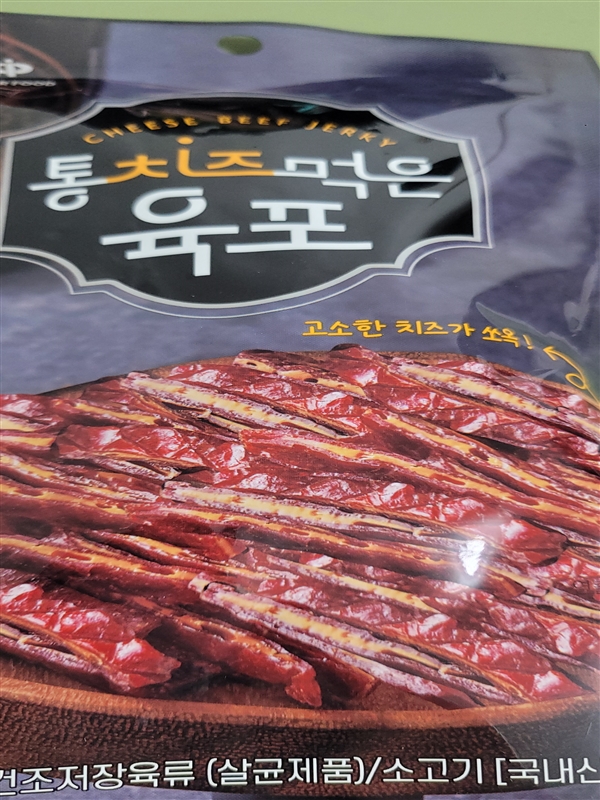 FOOD
CHEESE BEEF JERKY
통치즈먹은
육포
고소한 치즈가 쏘옥!
건조저장육류 (살균제품)/소고기 [국내산